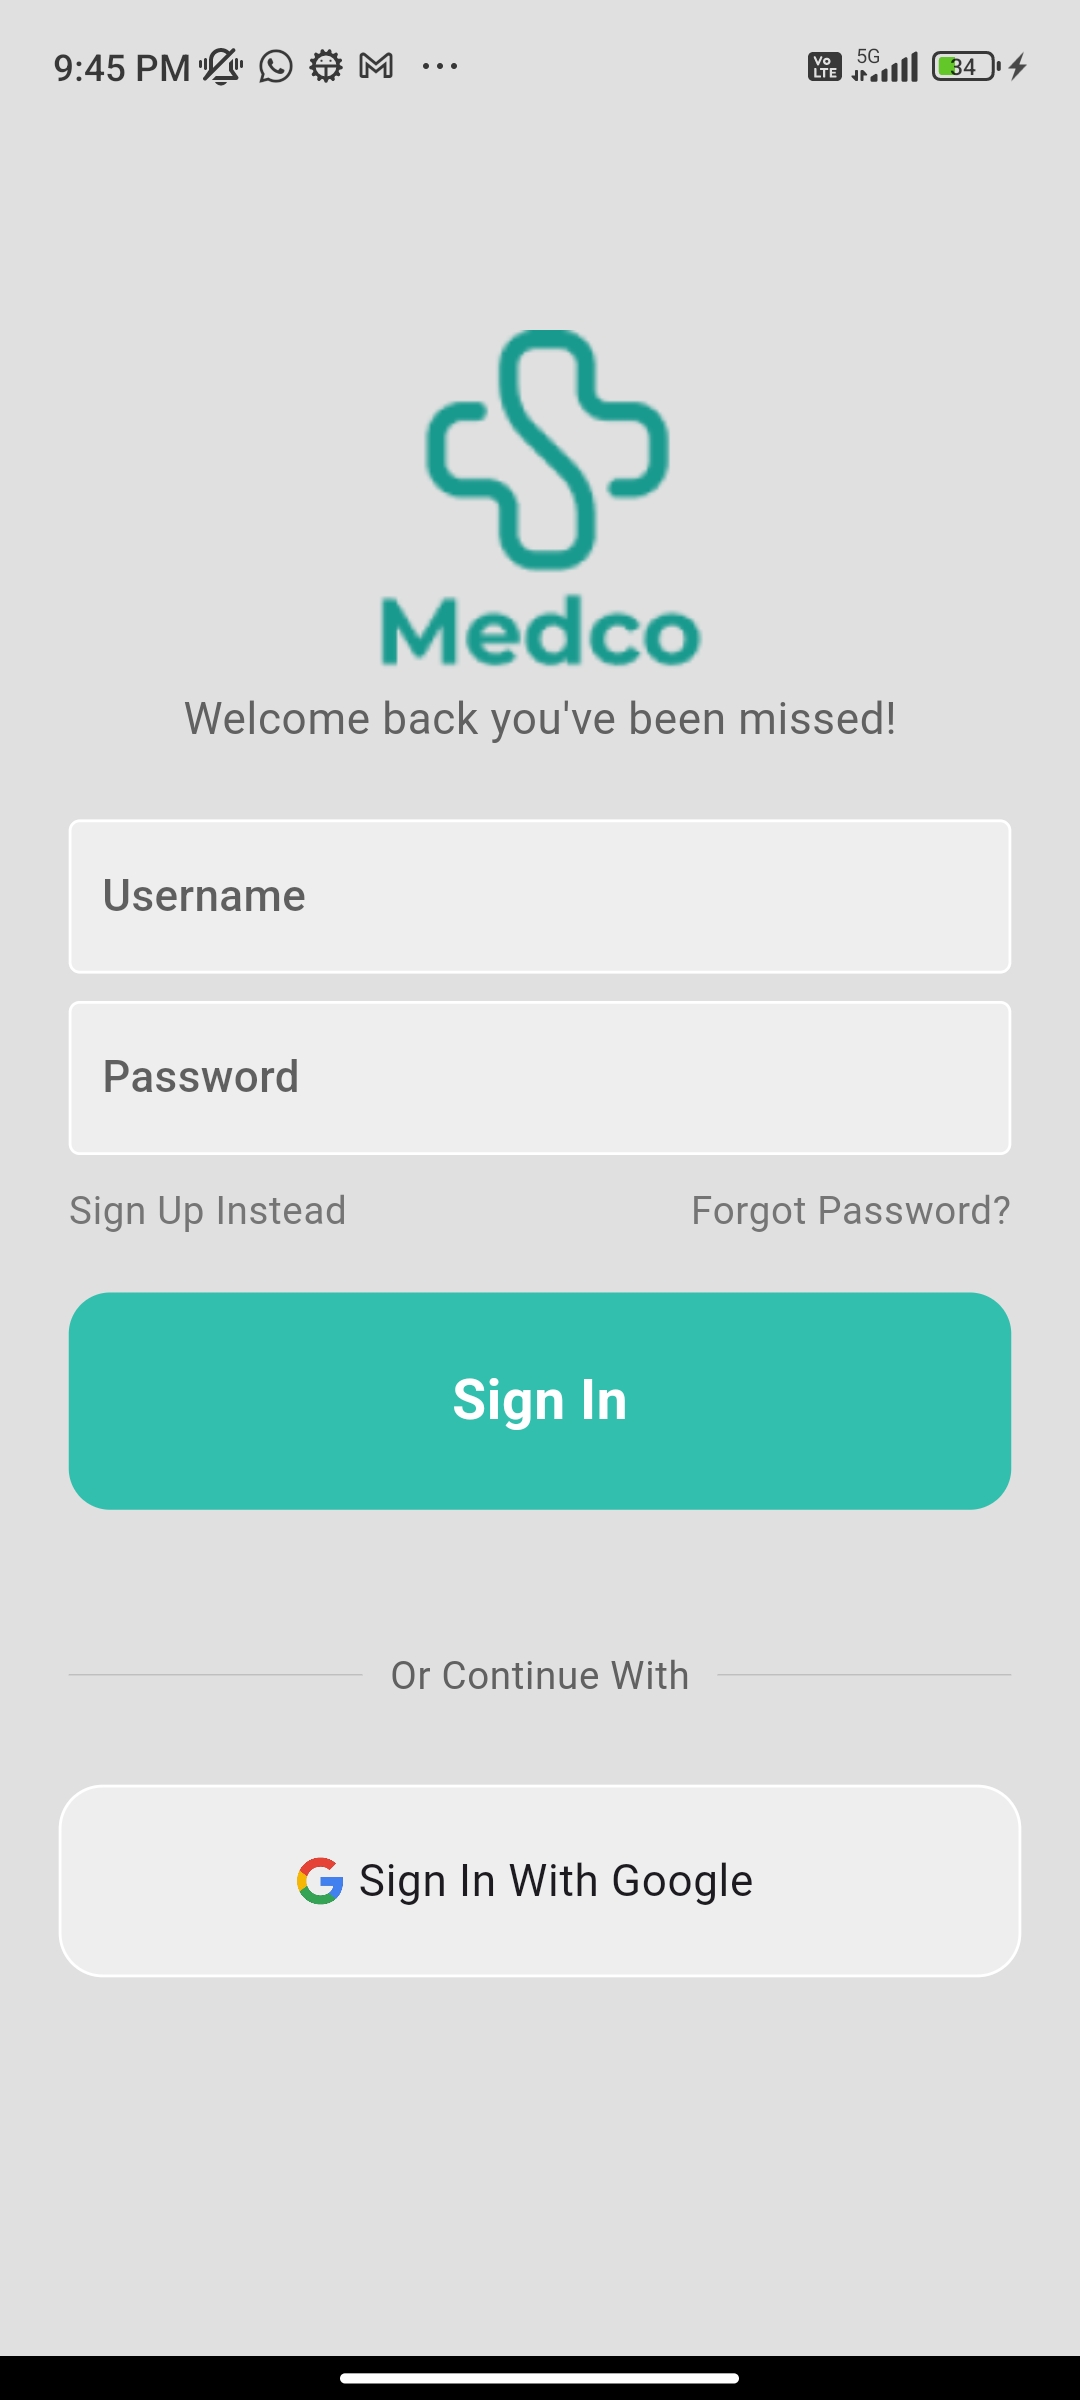 9:45 PM
Vo LTE 5G 34
Medco
Welcome back you've been missed!
Username
Password
Sign Up Instead Forgot Password?
Sign In
Or Continue With
Sign In With Google